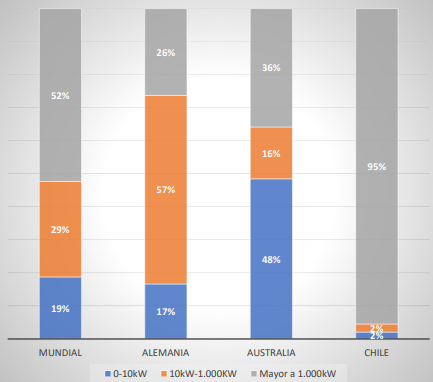 52%
26%
36%
95%
29%
57%
16%
2%
19%
17%
48%
2%
MUNDIAL
ALEMANIA
AUSTRALIA
CHILE
0-10kW
10kW-1.000KW
Mayor a 1.000kW